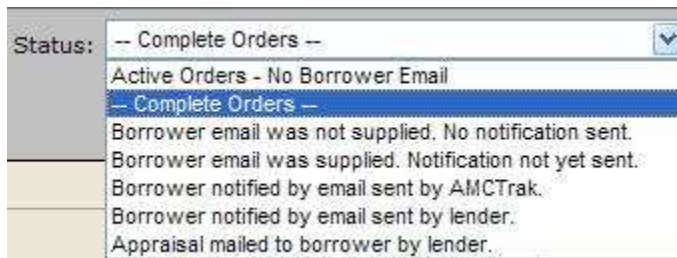 Status: -- Complete Orders --
Active Orders - No Borrower Email
-- Complete Orders --
Borrower email was not supplied. No notification sent.
Borrower email was supplied. Notification not yet sent.
Borrower notified by email sent by AMCTrak.
Borrower notified by email sent by lender.
Appraisal mailed to borrower by lender.